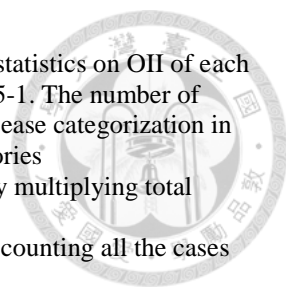 statistics on OII of each
5-1. The number of
ease categorization in
ories
y multiplying total
counting all the cases